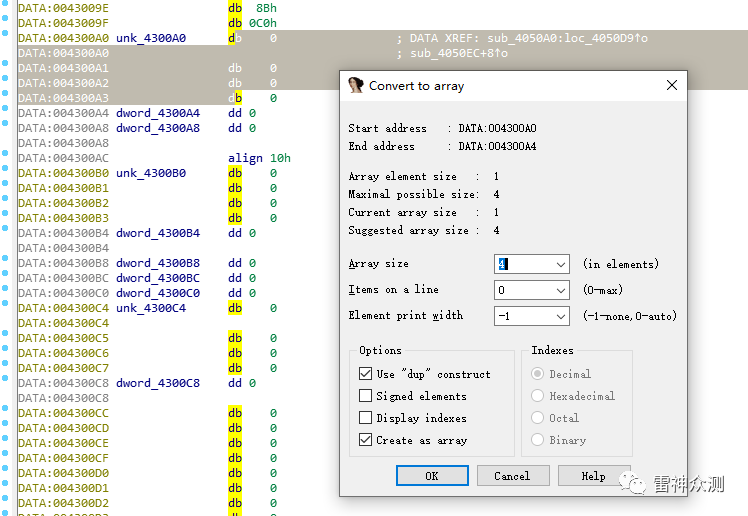 DATA:0043009E db 8Bh
DATA:0043009F db 0C0h
DATA:004300A0 unk_4300A0 db 0 ; DATA XREF: sub_4050A0:loc_4050D9↑o
DATA:004300A0 ; sub_4050EC+8↑o
DATA:004300A1 db 0
DATA:004300A2 db 0
DATA:004300A3 db 0
DATA:004300A4 dword_4300A4 dd 0
DATA:004300A8 dword_4300A8 dd 0
DATA:004300A8
DATA:004300AC align 10h
DATA:004300B0 unk_4300B0 db 0
DATA:004300B1 db 0
DATA:004300B2 db 0
DATA:004300B3 db 0
DATA:004300B4 dword_4300B4 dd 0
DATA:004300B4
DATA:004300B8 dword_4300B8 dd 0
DATA:004300BC dword_4300BC dd 0
DATA:004300C0 dword_4300C0 dd 0
DATA:004300C4 unk_4300C4 db 0
DATA:004300C4
DATA:004300C5 db 0
DATA:004300C6 db 0
DATA:004300C7 db 0
DATA:004300C8 dword_4300C8 dd 0
DATA:004300C8
DATA:004300CC db 0
DATA:004300CD db 0
DATA:004300CE db 0
DATA:004300CF db 0
DATA:004300D0 db 0
DATA:004300D1 db 0
DATA:004300D2 db 0
Convert to array
Start address : DATA:004300A0
End address : DATA:004300A4
Array element size : 1
Maximal possible size: 4
Current array size : 1
Suggested array size : 4
Array size 4 (in elements)
Items on a line 0 (0-max)
Element print width -1 (-1-none,0-auto)
Options
Use "dup" construct
Signed elements
Display indexes
Create as array
Indexes
Decimal
Hexadecimal
Octal
Binary
OK Cancel Help
雷神众测